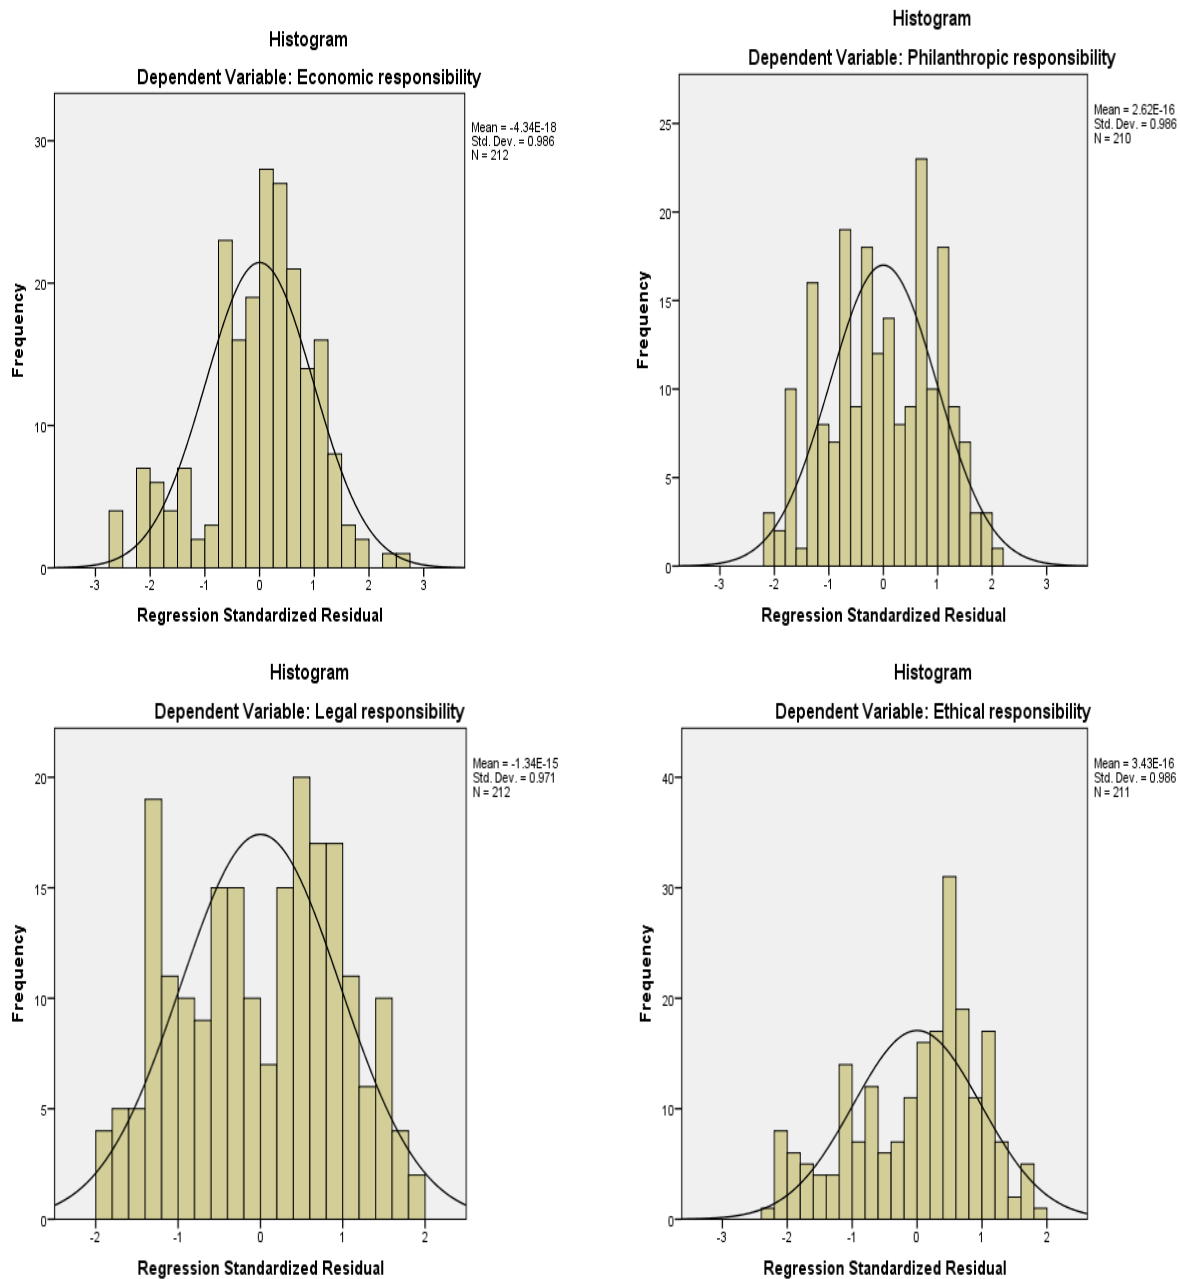 Histogram
Dependent Variable: Economic responsibility
Mean = -4.34E-18
Std. Dev. = 0.986
N = 212
30
20
10
0
Frequency
-3 -2 -1 0 1 2 3
Regression Standardized Residual
Histogram
Dependent Variable: Philanthropic responsibility
Mean = 2.62E-16
Std. Dev. = 0.986
N = 210
25
20
15
10
5
0
Frequency
-3 -2 -1 0 1 2 3
Regression Standardized Residual
Histogram
Dependent Variable: Legal responsibility
Mean = -1.34E-15
Std. Dev. = 0.971
N = 212
20
15
10
5
0
Frequency
-2 -1 0 1 2
Regression Standardized Residual
Histogram
Dependent Variable: Ethical responsibility
Mean = 3.43E-16
Std. Dev. = 0.986
N = 211
40
30
20
10
0
Frequency
-3 -2 -1 0 1 2
Regression Standardized Residual